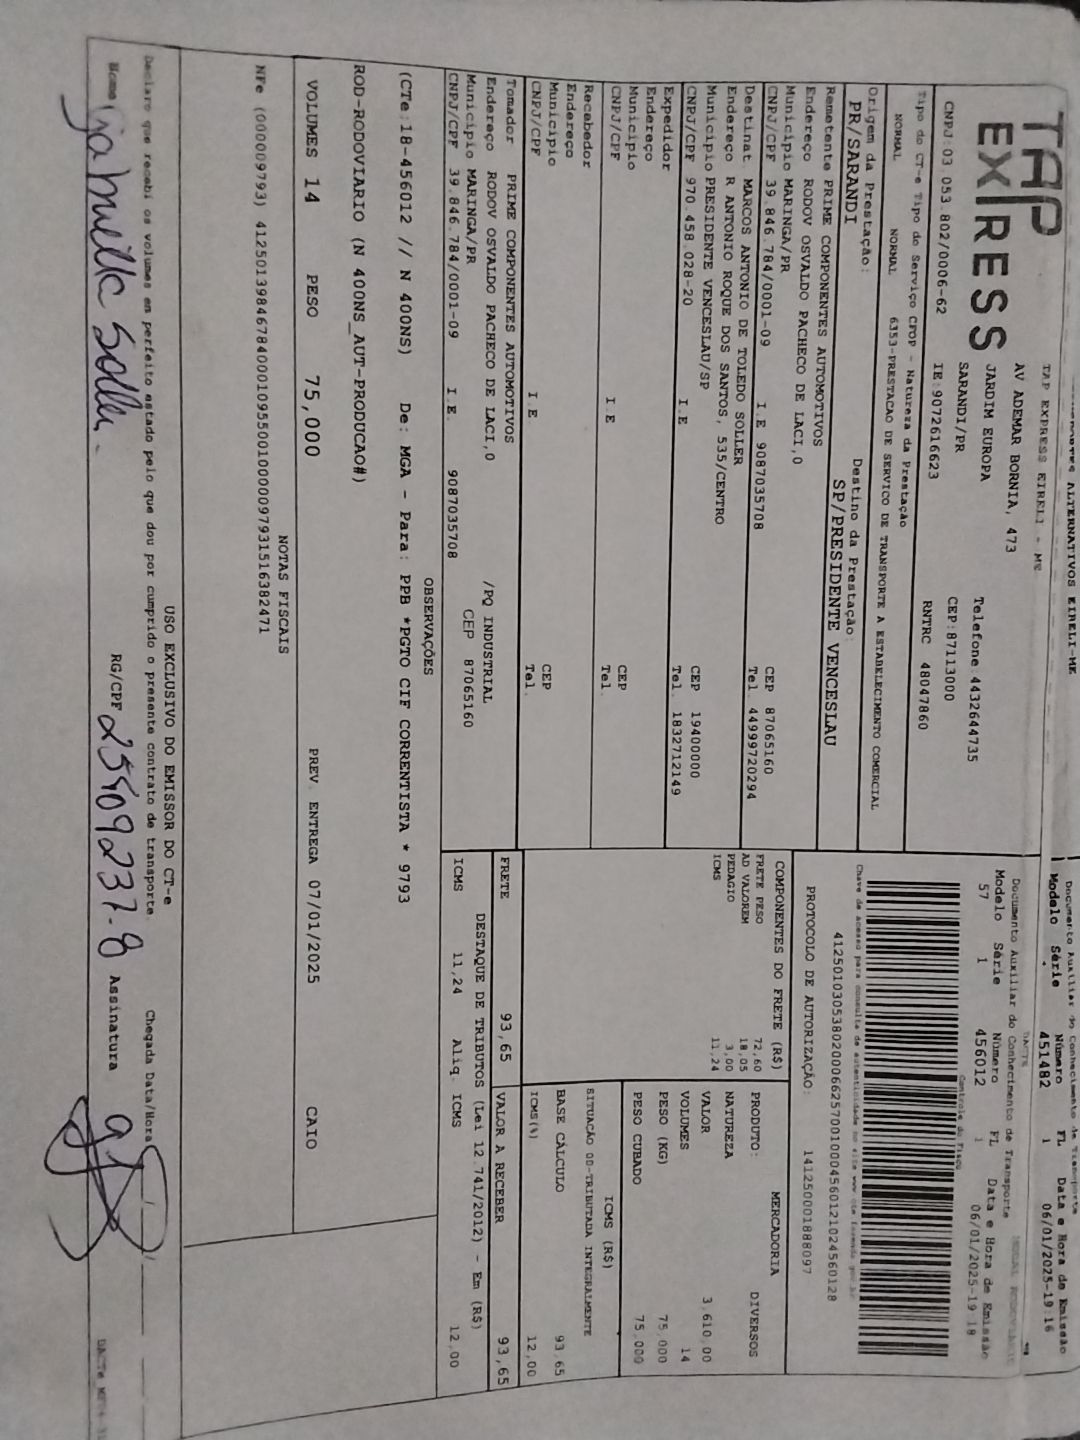 TRANSPORTES ALTERNATIVOS EIRELI-ME
TAP EXPRESS EIRELI - ME
Modelo Série Número FL Data e Hora de Emissão
451482 1 06/01/2025-19:16
TAP
EXPRESS
AV ADEMAR BORNIA, 473
JARDIM EUROPA
SARANDI/PR
Telefone 4432644735
CEP:87113000
CNPJ:03.053.802/0006-62 IE:9072616623 RNTRC 48047860
DACTE
Documento Auxiliar do Conhecimento de Transporte
Modelo Série Número FL Data e Hora de Emissão
57 1 456012 1 06/01/2025-19:18
Controle do Fisco
Tipo do CT-e Tipo do Serviço CFOP - Natureza da Prestação
NORMAL NORMAL 6353-PRESTACAO DE SERVICO DE TRANSPORTE A ESTABELECIMENTO COMERCIAL
Origem da Prestação: Destino da Prestação:
PR/SARANDI SP/PRESIDENTE VENCESLAU
41250103053802000662570010004560121024560128
PROTOCOLO DE AUTORIZAÇÃO: 141250001888097
Remetente PRIME COMPONENTES AUTOMOTIVOS
Endereço RODOV OSVALDO PACHECO DE LACI,0
Municipio MARINGA/PR CEP 87065160
CNPJ/CPF 39.846.784/0001-09 I.E 9087035708 Tel. 44999720294
Destinat MARCOS ANTONIO DE TOLEDO SOLLER
Endereço R ANTONIO ROQUE DOS SANTOS, 535/CENTRO
Municipio PRESIDENTE VENCESLAU/SP CEP 19400000
CNPJ/CPF 970.458.028-20 I.E Tel. 1832712149
Expedidor
Endereço
Municipio CEP
CNPJ/CPF I.E Tel.
Recebedor
Endereço
Municipio CEP
CNPJ/CPF I.E Tel.
Tomador PRIME COMPONENTES AUTOMOTIVOS
Endereço RODOV OSVALDO PACHECO DE LACI,0 /PQ INDUSTRIAL
Municipio MARINGA/PR CEP 87065160
CNPJ/CPF 39.846.784/0001-09 I.E. 9087035708
COMPONENTES DO FRETE (R$)
FRETE PESO 72,60
AD VALOREM 18,05
PEDAGIO 3,00
ICMS 11,24
MERCADORIA
PRODUTO: DIVERSOS
NATUREZA
VALOR 3.610,00
VOLUMES 14
PESO (KG) 75,000
PESO CUBADO 75,000
ICMS (R$)
SITUAÇÃO 00-TRIBUTADA INTEGRALMENTE
BASE CÁLCULO 93,65
ICMS(%) 12,00
FRETE 93,65 VALOR A RECEBER 93,65
DESTAQUE DE TRIBUTOS (Lei 12.741/2012) - Em (R$)
ICMS 11,24 Aliq. ICMS 12,00
OBSERVAÇÕES
(CTe:18-456012 // N 400NS) De: MGA - Para: PPB *PGTO CIF CORRENTISTA * 9793
ROD-RODOVIARIO (N 400NS_AUT-PRODUCAO#)
VOLUMES 14 PESO 75,000 PREV. ENTREGA 07/01/2025 CAIO
NOTAS FISCAIS
NFe (000009793) 41250139846784000109550010000097931516382471
USO EXCLUSIVO DO EMISSOR DO CT-e
Declaro que recebi os volumes em perfeito estado pelo que dou por cumprido o presente contrato de transporte. Chegada Data/Hora
Nome RG/CPF 25509237-8 Assinatura